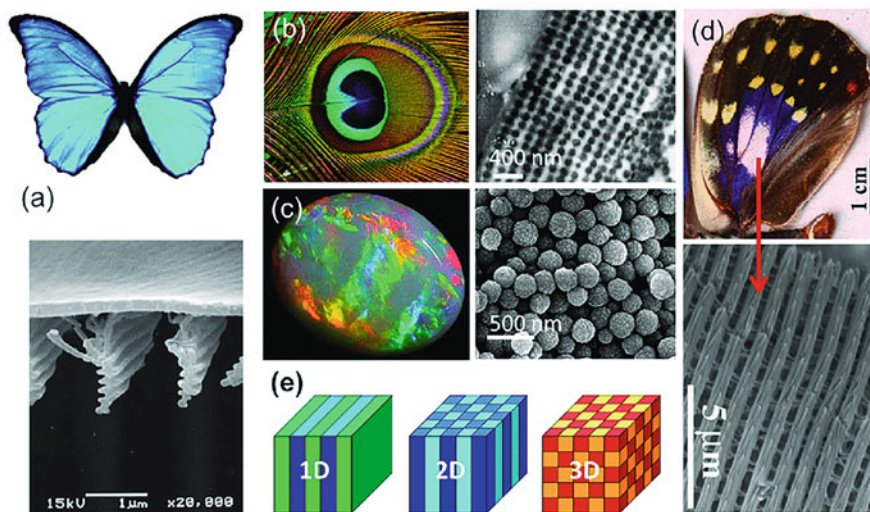 (a)
15kV 1µm x20,000
(b)
400 nm
(c)
500 nm
(d)
1 cm
5 µm
(e)
1D
2D
3D